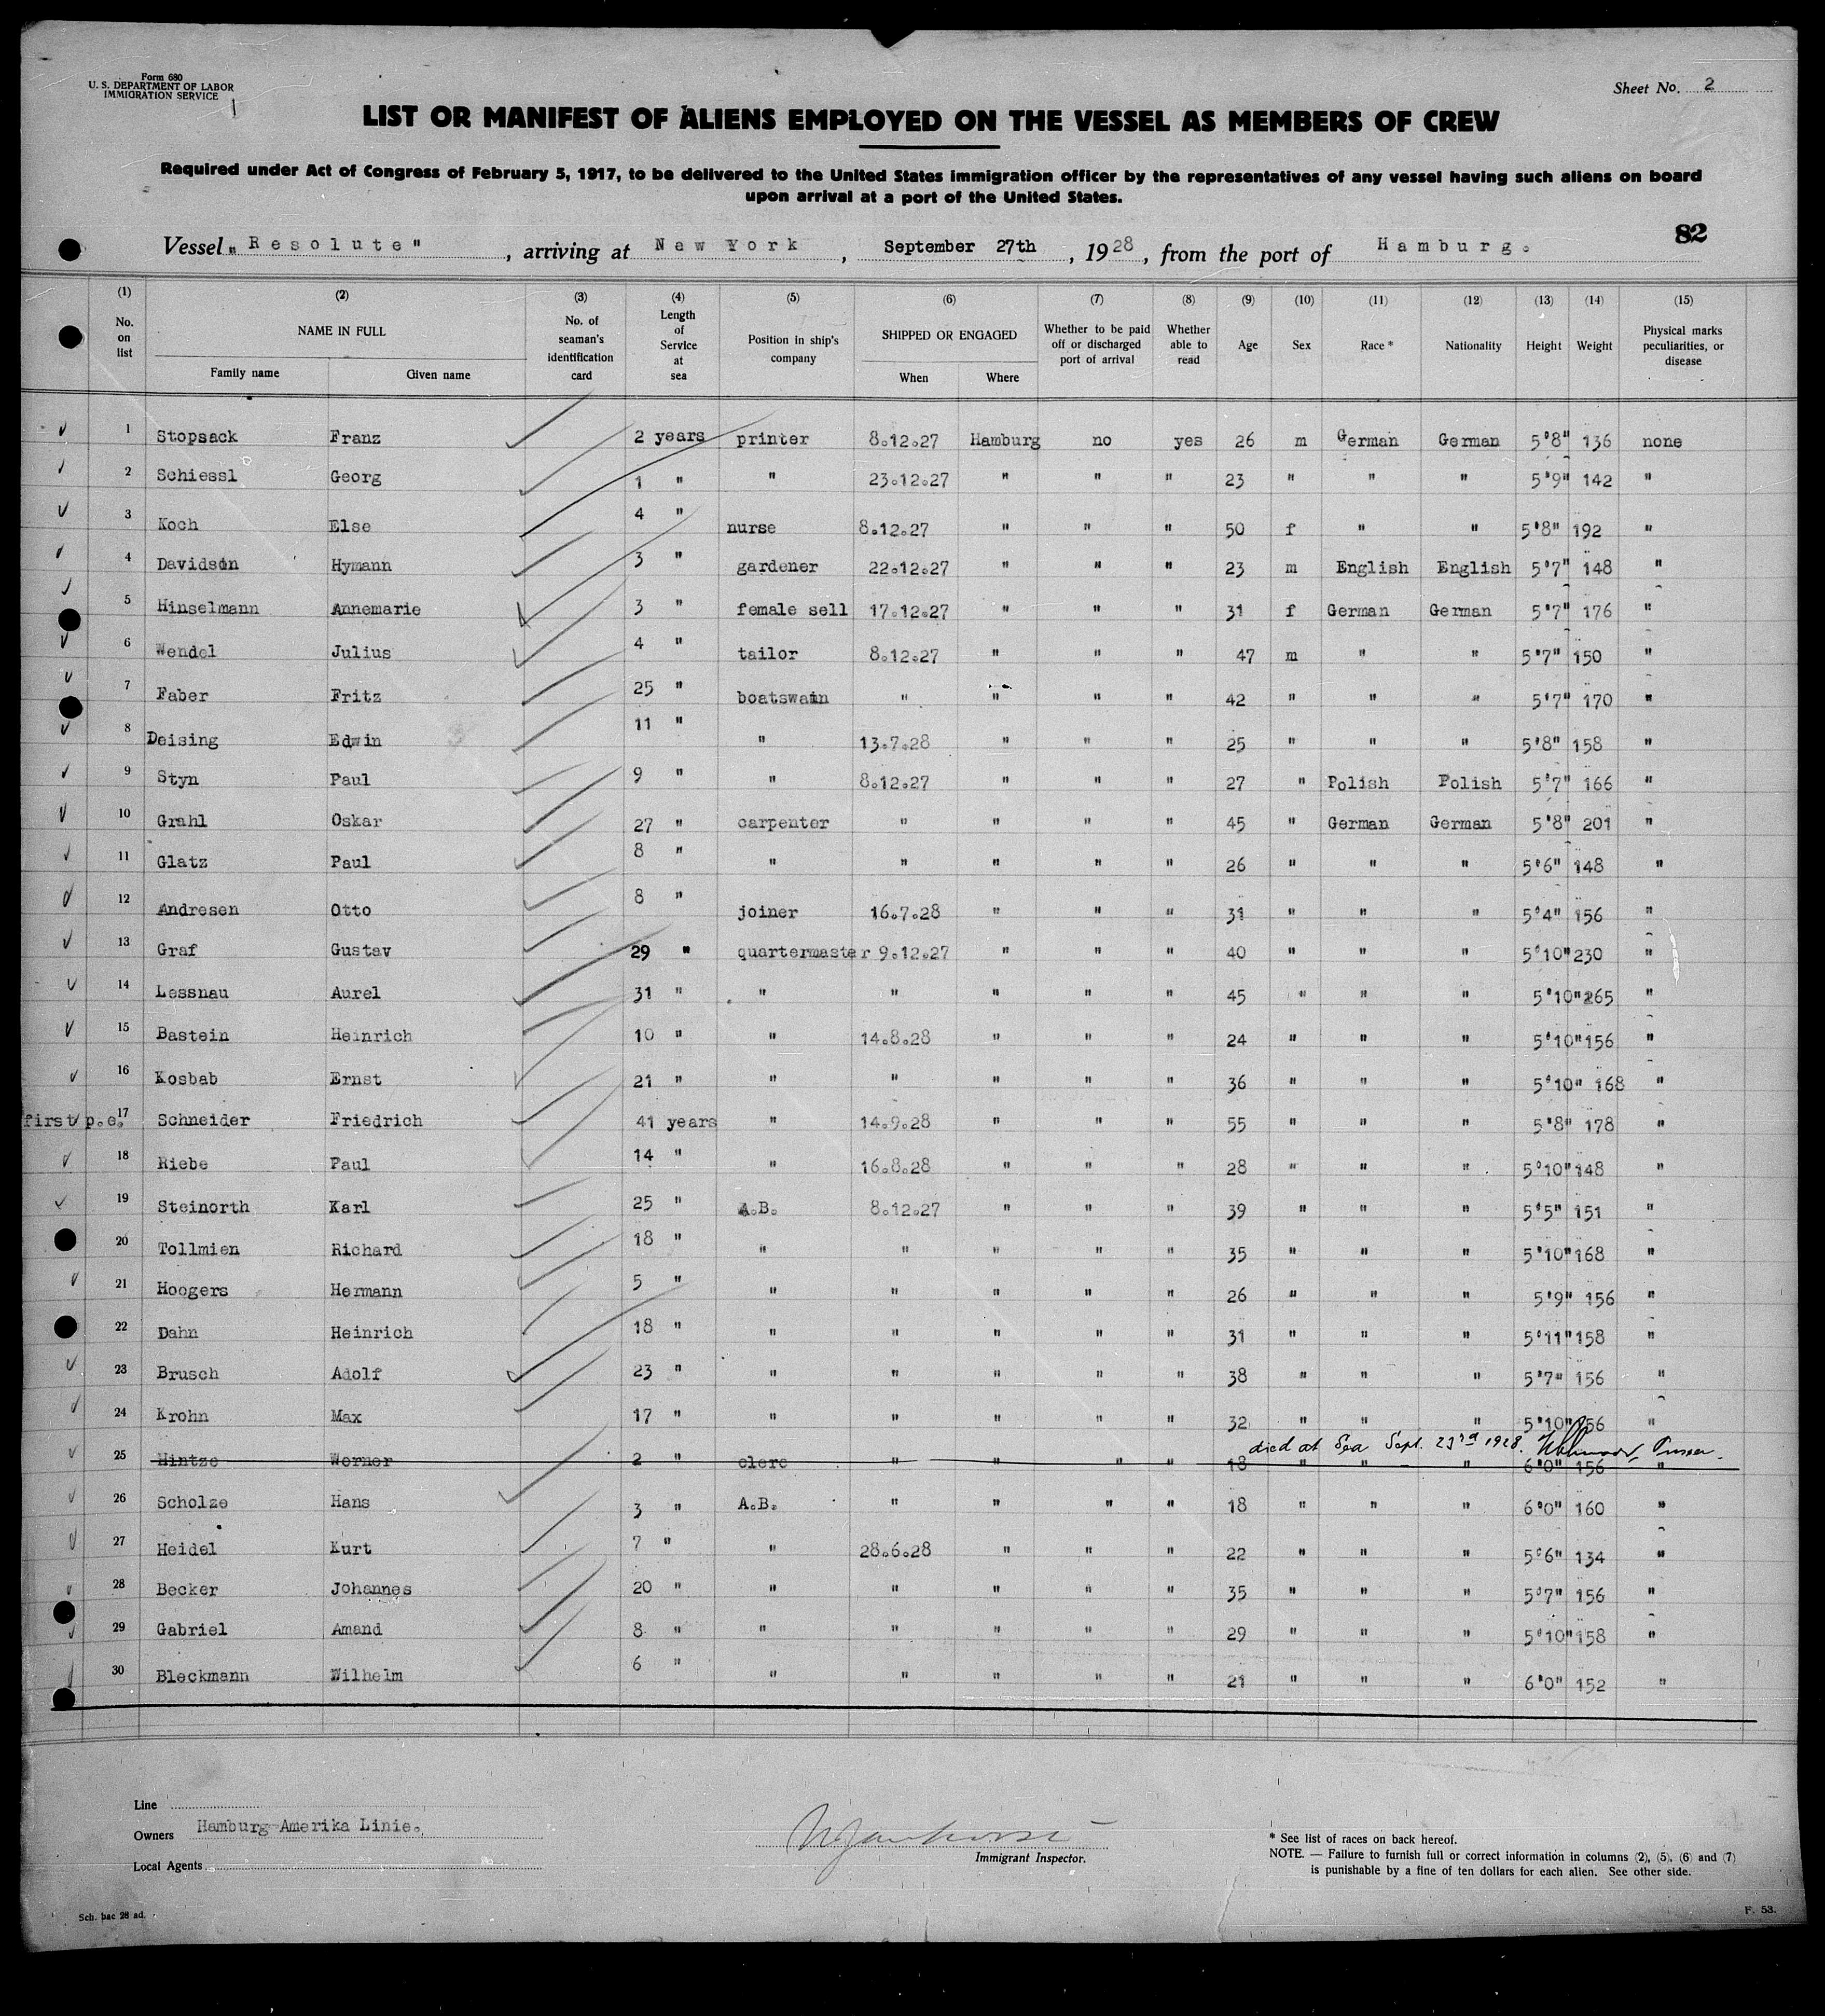 Form 680
U. S. DEPARTMENT OF LABOR
IMMIGRATION SERVICE
Sheet No. 2
LIST OR MANIFEST OF ALIENS EMPLOYED ON THE VESSEL AS MEMBERS OF CREW
Required under Act of Congress of February 5, 1917, to be delivered to the United States immigration officer by the representatives of any vessel having such aliens on board
upon arrival at a port of the United States.
82
Vessel „Resolute", arriving at New York, September 27th, 1928, from the port of Hamburg.
(1) (2) (3) (4) (5) (6) (7) (8) (9) (10) (11) (12) (13) (14) (15)
No. on list NAME IN FULL Family name Given name No. of seaman's identification card Length of Service at sea Position in ship's company SHIPPED OR ENGAGED When Where Whether to be paid off or discharged port of arrival Whether able to read Age Sex Race * Nationality Height Weight Physical marks peculiarities, or disease
1 Stopsack Franz 2 years printer 8.12.27 Hamburg no yes 26 m German German 5'8" 136 none
2 Schiessl Georg 1 " " 23.12.27 " " " 23 " " " 5'9" 142 "
3 Koch Else 4 " nurse 8.12.27 " " " 50 f " " 5'8" 192 "
4 Davidson Hymann 3 " gardener 22.12.27 " " " 23 m English English 5'7" 148 "
5 Hinselmann Annemarie 3 " female sell 17.12.27 " " " 31 f German German 5'7" 176 "
6 Wendel Julius 4 " tailor 8.12.27 " " " 47 m " " 5'7" 150 "
7 Faber Fritz 25 " boatswain " " " " 42 " " " 5'7" 170 "
8 Deising Edwin 11 " " 13.7.28 " " " 25 " " " 5'8" 158 "
9 Styn Paul 9 " " 8.12.27 " " " 27 " Polish Polish 5'7" 166 "
10 Grahl Oskar 27 " carpenter " " " " 45 " German German 5'8" 201 "
11 Glatz Paul 8 " " " " " " 26 " " " 5'6" 148 "
12 Andresen Otto 8 " joiner 16.7.28 " " " 31 " " " 5'4" 156 "
13 Graf Gustav 29 " quartermaster 9.12.27 " " " 40 " " " 5'10" 230 "
14 Lessnau Aurel 31 " " " " " " 45 " " " 5'10" 265 "
15 Bastein Heinrich 10 " " 14.8.28 " " " 24 " " " 5'10" 156 "
16 Kosbab Ernst 21 " " " " " " 36 " " " 5'10" 168 "
first p.e. 17 Schneider Friedrich 41 years " 14.9.28 " " " 55 " " " 5'8" 178 "
18 Riebe Paul 14 " " 16.8.28 " " " 28 " " " 5'10" 148 "
19 Steinorth Karl 25 " A.B. 8.12.27 " " " 39 " " " 5'5" 151 "
20 Tollmien Richard 18 " " " " " " 35 " " " 5'10" 168 "
21 Hoogers Hermann 5 " " " " " " 26 " " " 5'9" 156 "
22 Dahn Heinrich 18 " " " " " " 31 " " " 5'11" 158 "
23 Brusch Adolf 23 " " " " " " 38 " " " 5'7" 156 "
24 Krohn Max 17 " " " " " " 32 " " " 5'10" 156 "
died at Sea Sept. 23rd 1928.
25 Hintze Werner 2 " clerc " " " " 18 " " " 6'0" 156 "
26 Scholze Hans 3 " A.B. " " " " 18 " " " 6'0" 160 "
27 Heidel Kurt 7 " " 28.6.28 " " " 22 " " " 5'6" 134 "
28 Becker Johannes 20 " " " " " " 35 " " " 5'7" 156 "
29 Gabriel Amand 8 " " " " " " 29 " " " 5'10" 158 "
30 Bleckmann Wilhelm 6 " " " " " " 21 " " " 6'0" 152 "
Line
Owners Hamburg-Amerika Linie.
Local Agents
Immigrant Inspector.
* See list of races on back hereof.
NOTE. — Failure to furnish full or correct information in columns (2), (5), (6) and (7)
is punishable by a fine of ten dollars for each alien. See other side.
Sch. bac 28 ad.
F. 53.